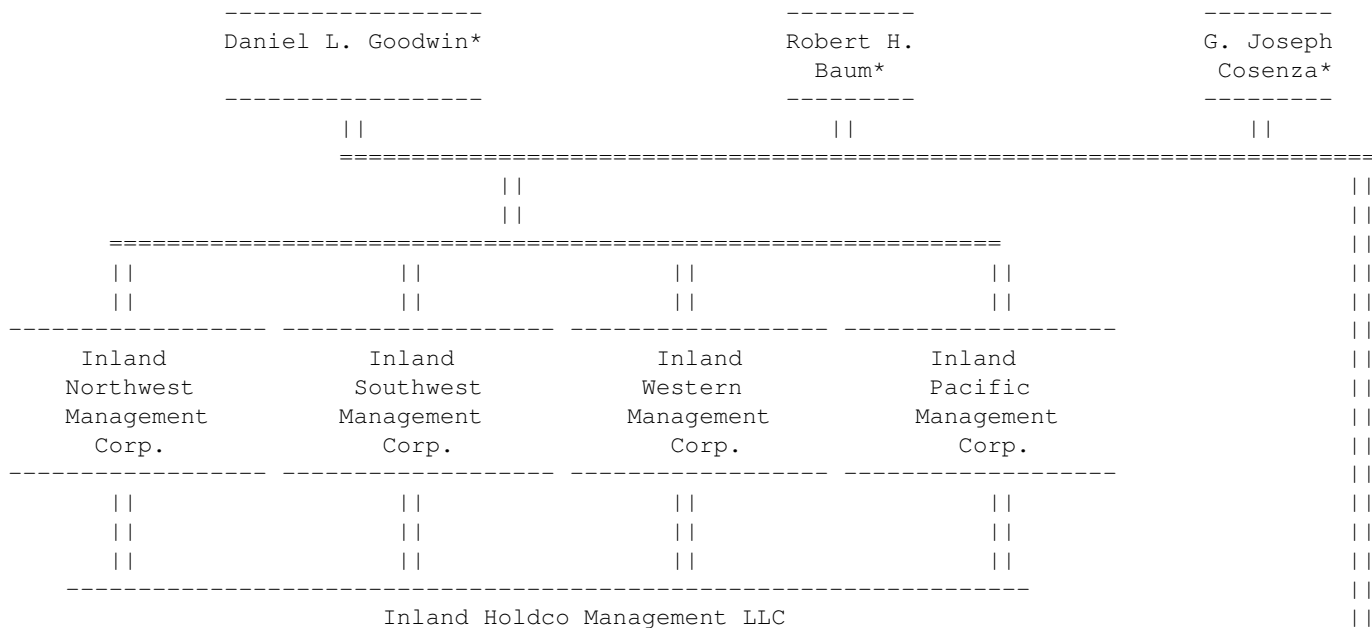 ------------------ --------- ---------
Daniel L. Goodwin* Robert H. G. Joseph
Baum* Cosenza*
------------------ --------- ---------
|| || ||
========================================================================
|| ||
|| ||
============================================================== ||
|| || || || ||
|| || || || ||
------------------ ------------------- ------------------ ------------------- ||
Inland Inland Inland Inland ||
Northwest Southwest Western Pacific ||
Management Management Management Management ||
Corp. Corp. Corp. Corp. ||
------------------ ------------------- ------------------ ------------------- ||
|| || || || ||
|| || || || ||
|| || || || ||
------------------------------------------------------------------- ||
Inland Holdco Management LLC ||